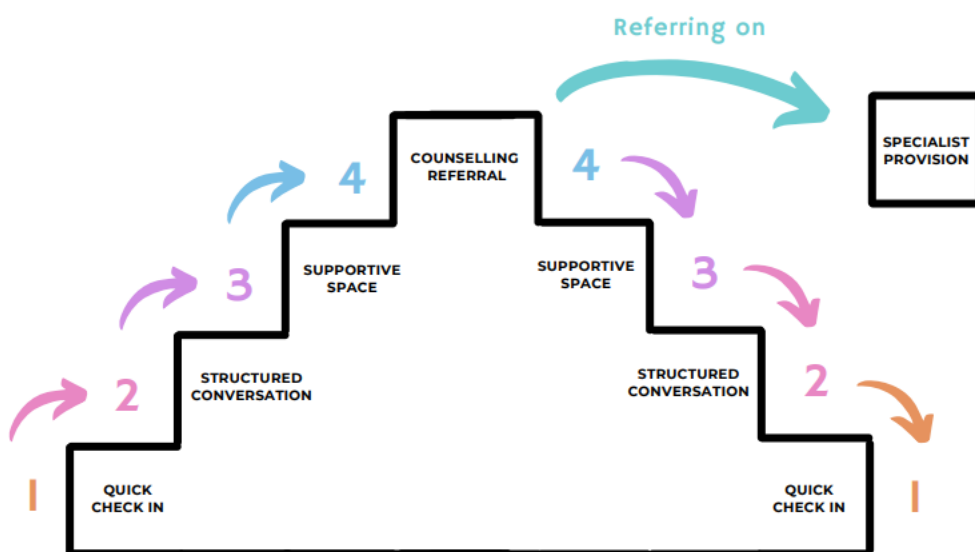 Referring on
SPECIALIST
PROVISION
COUNSELLING
REFERRAL
4
4
SUPPORTIVE
SPACE
SUPPORTIVE
SPACE
3
3
STRUCTURED
CONVERSATION
STRUCTURED
CONVERSATION
2
2
QUICK
CHECK IN
QUICK
CHECK IN
1
1